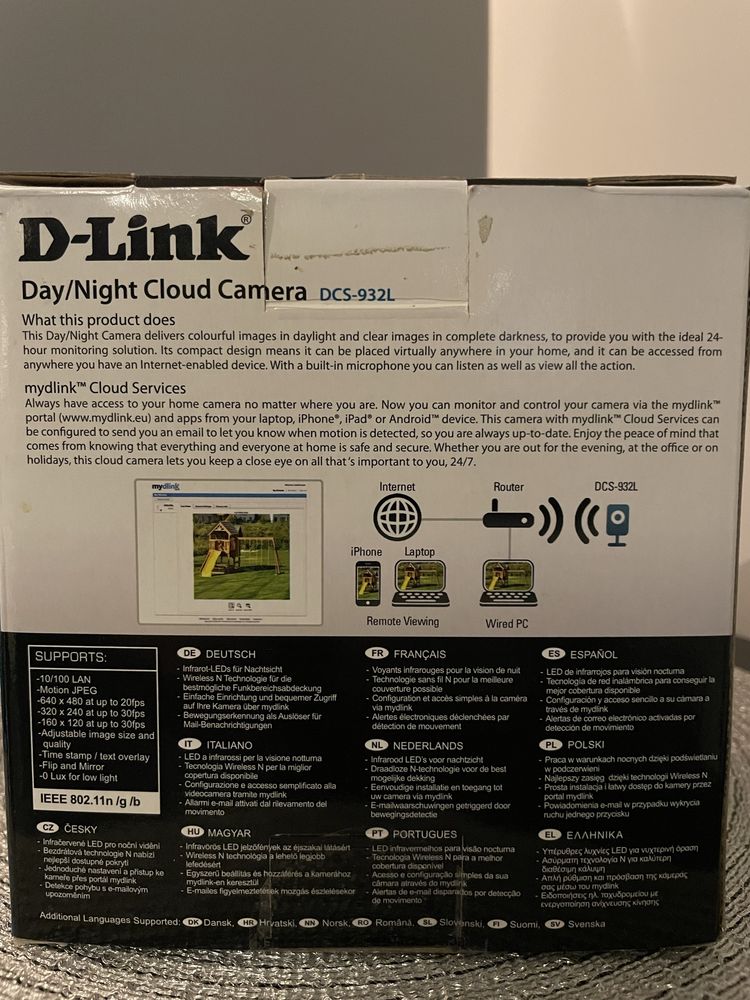 D-Link®
Day/Night Cloud Camera DCS-932L
What this product does
This Day/Night Camera delivers colourful images in daylight and clear images in complete darkness, to provide you with the ideal 24-
hour monitoring solution. Its compact design means it can be placed virtually anywhere in your home, and it can be accessed from
anywhere you have an Internet-enabled device. With a built-in microphone you can listen as well as view all the action.
mydlink™ Cloud Services
Always have access to your home camera no matter where you are. Now you can monitor and control your camera via the mydlink™
portal (www.mydlink.eu) and apps from your laptop, iPhone®, iPad® or Android™ device. This camera with mydlink™ Cloud Services can
be configured to send you an email to let you know when motion is detected, so you are always up-to-date. Enjoy the peace of mind that
comes from knowing that everything and everyone at home is safe and secure. Whether you are out for the evening, at the office or on
holidays, this cloud camera lets you keep a close eye on all that's important to you, 24/7.
mydlink
Internet
Router
DCS-932L
iPhone
Laptop
Remote Viewing
Wired PC
SUPPORTS:
-10/100 LAN
-Motion JPEG
-640 x 480 at up to 20fps
-320 x 240 at up to 30fps
-160 x 120 at up to 30fps
-Adjustable image size and
quality
-Time stamp / text overlay
-Flip and Mirror
-0 Lux for low light
IEEE 802.11n /g /b
DE DEUTSCH
- Infrarot-LEDs für Nachtsicht
- Wireless N Technologie für die
bestmögliche Funkbereichsabdeckung
- Einfache Einrichtung und bequemer Zugriff
auf Ihre Kamera über mydlink
- Bewegungserkennung als Auslöser für
Mail-Benachrichtigungen
FR FRANÇAIS
- Voyants infrarouges pour la vision de nuit
- Technologie sans fil N pour la meilleure
couverture possible
- Configuration et accès simples à la caméra
via mydlink
- Alertes électroniques déclenchées par
détection de mouvement
ES ESPAÑOL
- LED de infrarrojos para visión nocturna
- Tecnología de red inalámbrica para conseguir la
mejor cobertura disponible
- Configuración y acceso sencillo a su cámara a
través de mydlink
- Alertas de correo electrónico activadas por
detección de movimiento
IT ITALIANO
- LED a infrarossi per la visione notturna
- Tecnologia Wireless N per la miglior
copertura disponibile
- Configurazione e accesso semplificato alla
videocamera tramite mydlink
- Allarmi e-mail attivati dal rilevamento del
movimento
NL NEDERLANDS
- Infrarood LED's voor nachtzicht
- Draadloze N-technologie voor de best
mogelijke dekking
- Eenvoudige installatie en toegang tot
uw camera via mydlink
- E-mailwaarschuwingen getriggerd door
bewegingsdetectie
PL POLSKI
- Praca w warunkach nocnych dzięki podświetlaniu
w podczerwieni
- Najlepszy zasięg dzięki technologii Wireless N
- Prosta instalacja i łatwy dostęp do kamery przez
portal mydlink
- Powiadomienia e-mail w przypadku wykrycia
ruchu jednego przycisku
CZ ČESKY
- Infračervené LED pro noční vidění
- Bezdrátová technologie N nabízí
nejlepší dostupné pokrytí
- Jednoduché nastavení a přístup ke
kameře přes portál mydlink
- Detekce pohybu s e-mailovým
upozorněním
HU MAGYAR
- Infravörös LED jelzőfények az éjszakai látásért
- Wireless N technológia a lehető legjobb
lefedésért
- Egyszerű beállítás és hozzáférés a kamerához
mydlink-en keresztül
- E-mailes figyelmeztetések mozgás észlelésekor
PT PORTUGUES
- LED infravermelhos para visão nocturna
- Tecnologia Wireless N para a melhor
cobertura disponível
- Acesso e configuração simples da sua
câmara através do mydlink
- Alertas de e-mail disparados por detecção
de movimento
EL ΕΛΛΗΝΙΚΑ
- Υπέρυθρες λυχνίες LED για νυχτερινή όραση
- Ασύρματη τεχνολογία N για καλύτερη
διαθέσιμη κάλυψη
- Απλή ρύθμιση και πρόσβαση της κάμεράς
σας μέσω του mydlink
- Ειδοποιήσεις ηλ. ταχυδρομείου με
ενεργοποίηση ανίχνευσης κίνησης
Additional Languages Supported: DK Dansk, HR Hrvatski, NN Norsk, RO Română, SL Slovenski, FI Suomi, SV Svenska